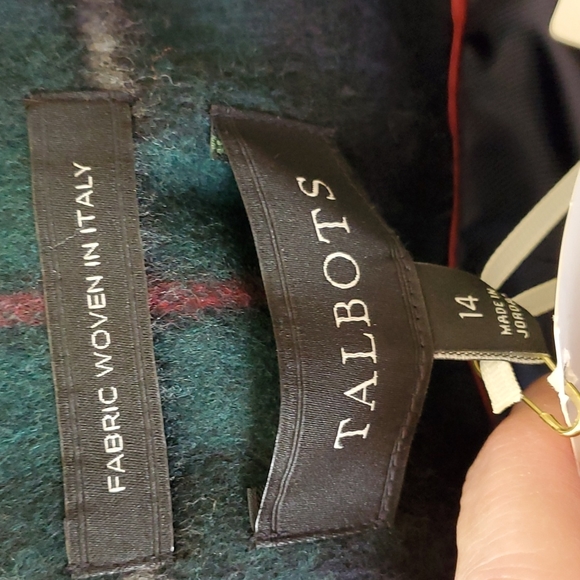 FABRIC WOVEN IN ITALY
TALBOTS
14
MADE IN
JORDAN